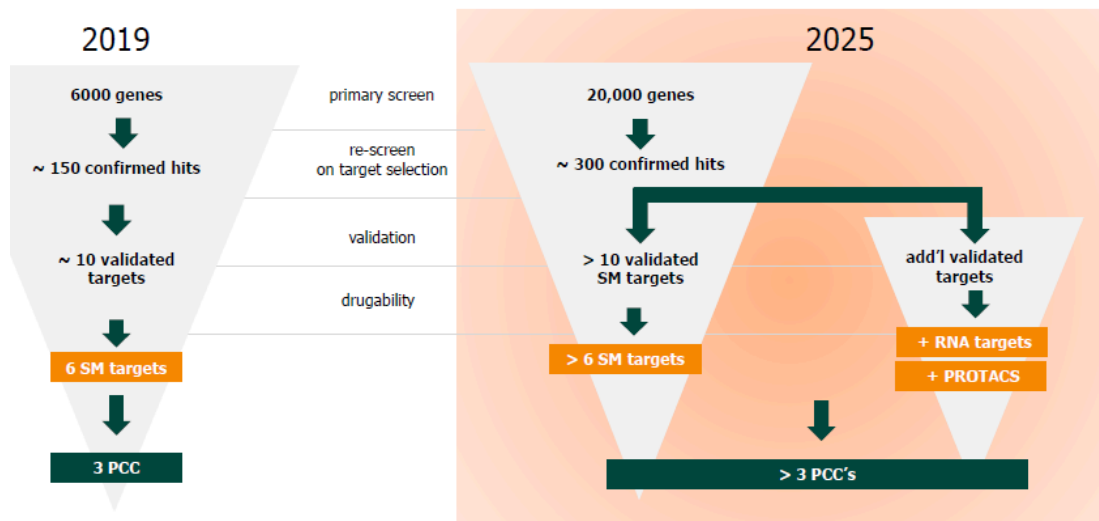 2019
2025
6000 genes
primary screen
20,000 genes
~ 150 confirmed hits
re-screen
on target selection
~ 300 confirmed hits
~ 10 validated
targets
validation
> 10 validated
SM targets
add'l validated
targets
drugability
6 SM targets
> 6 SM targets
+ RNA targets
+ PROTACS
3 PCC
> 3 PCC's